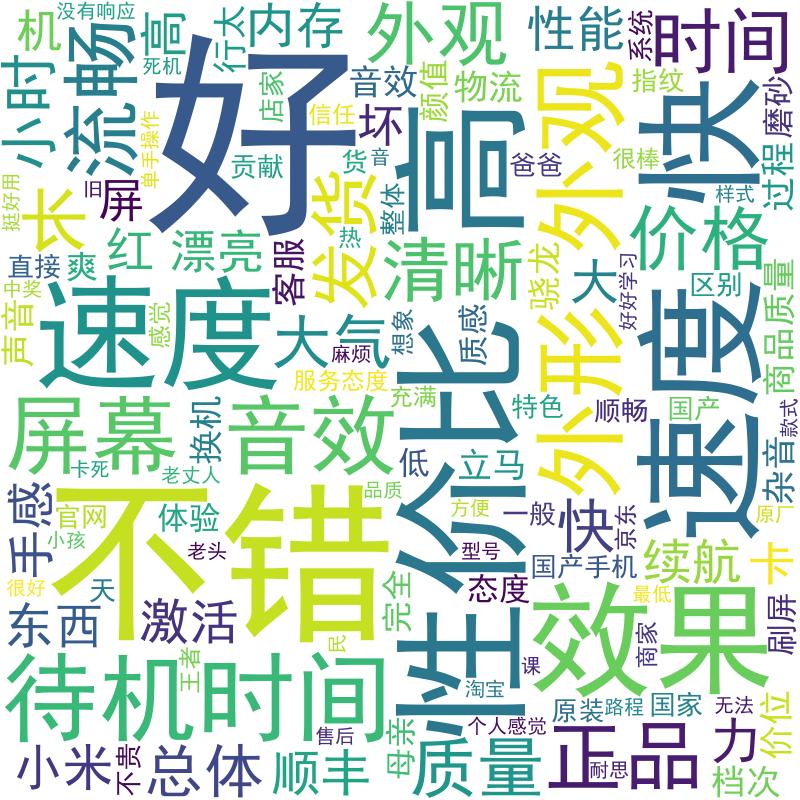 没有响应
机
高
行太
内存
外观
性能
系统
时间
死机
小时
流畅
好
店家
音效
颜值
物流
外观
指纹
快
磨砂
信任
坏
高
单手操作
贡献
货
音
爸爸
很棒
过程
挺好用
田
屏
长
发货
整体
样式
价格
红
漂亮
客服
热
清晰
骁龙
大
区别
好好学习
直接
爽
中奖
声音
感觉
速度
大气
麻烦
想象
质感
外形
速度
商品质量
服务态度
充满
特色
顺畅
国产
款式
屏幕
换机
音效
性价比
低
立马
杂音
卡死
老丈人
品质
方便
一般
快
京东
原厂
手感
官网
体验
不错
小孩
老头
型号
国产手机
续航
卡
很好
天
完全
态度
最低
东西
激活
效果
刷屏
商家
民
课
待机时间
王者
淘宝
原装
路程
国家
无法
个人感觉
售后
母亲
价位
小米
不贵
总体
顺丰
质量
正品
耐思
力
档次